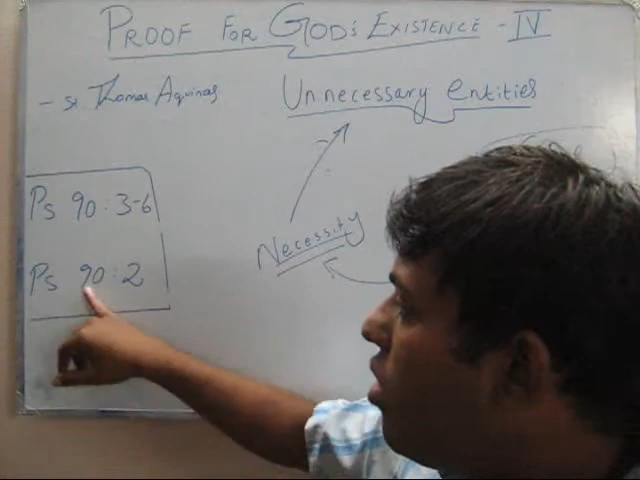 PROOF FOR GOD'S EXISTENCE - IV
- St Thomas Aquinas
Unnecessary Entities
Ps 90:3-6
Necessity
Ps 90:2